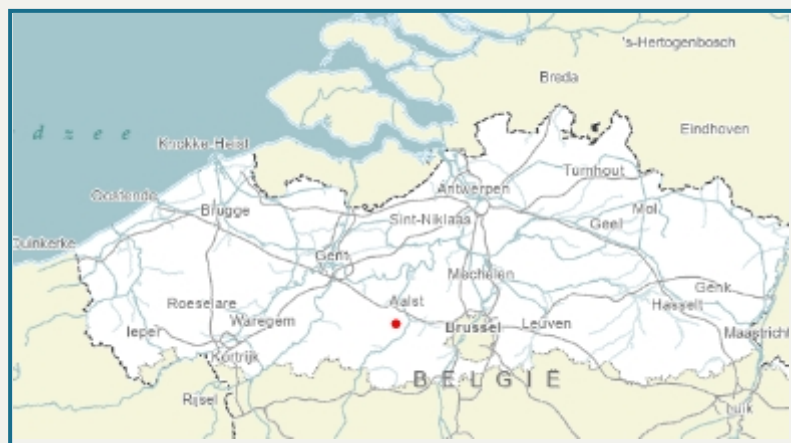 's-Hertogenbosch
Breda
d z e e
Eindhoven
Knokke-Heist
Turnhout
Oostende
Antwerpen
Brugge
Mol
Sint-Niklaas
Geel
Duinkerke
Gent
Mechelen
Genk
Roeselare
Aalst
Hasselt
Waregem
Ieper
Brussel
Leuven
Maastricht
Kortrijk
BELGIË
Rijsel
Luik